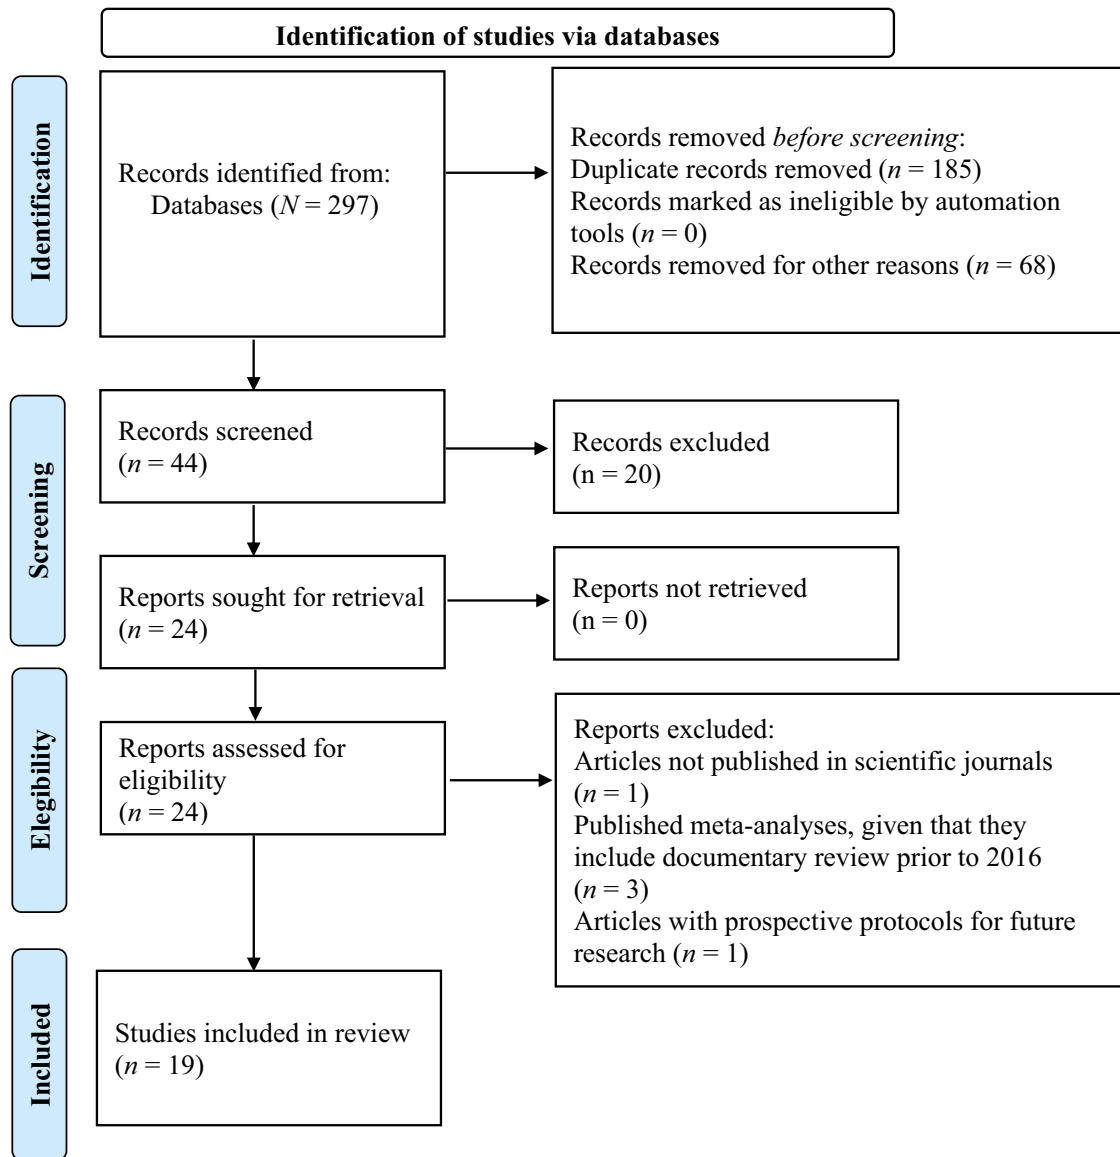 Identification of studies via databases
Identification
Records identified from:
Databases (N = 297)
Records removed before screening:
Duplicate records removed (n = 185)
Records marked as ineligible by automation
tools (n = 0)
Records removed for other reasons (n = 68)
Screening
Records screened
(n = 44)
Records excluded
(n = 20)
Reports sought for retrieval
(n = 24)
Reports not retrieved
(n = 0)
Elegibility
Reports assessed for
eligibility
(n = 24)
Reports excluded:
Articles not published in scientific journals
(n = 1)
Published meta-analyses, given that they
include documentary review prior to 2016
(n = 3)
Articles with prospective protocols for future
research (n = 1)
Included
Studies included in review
(n = 19)